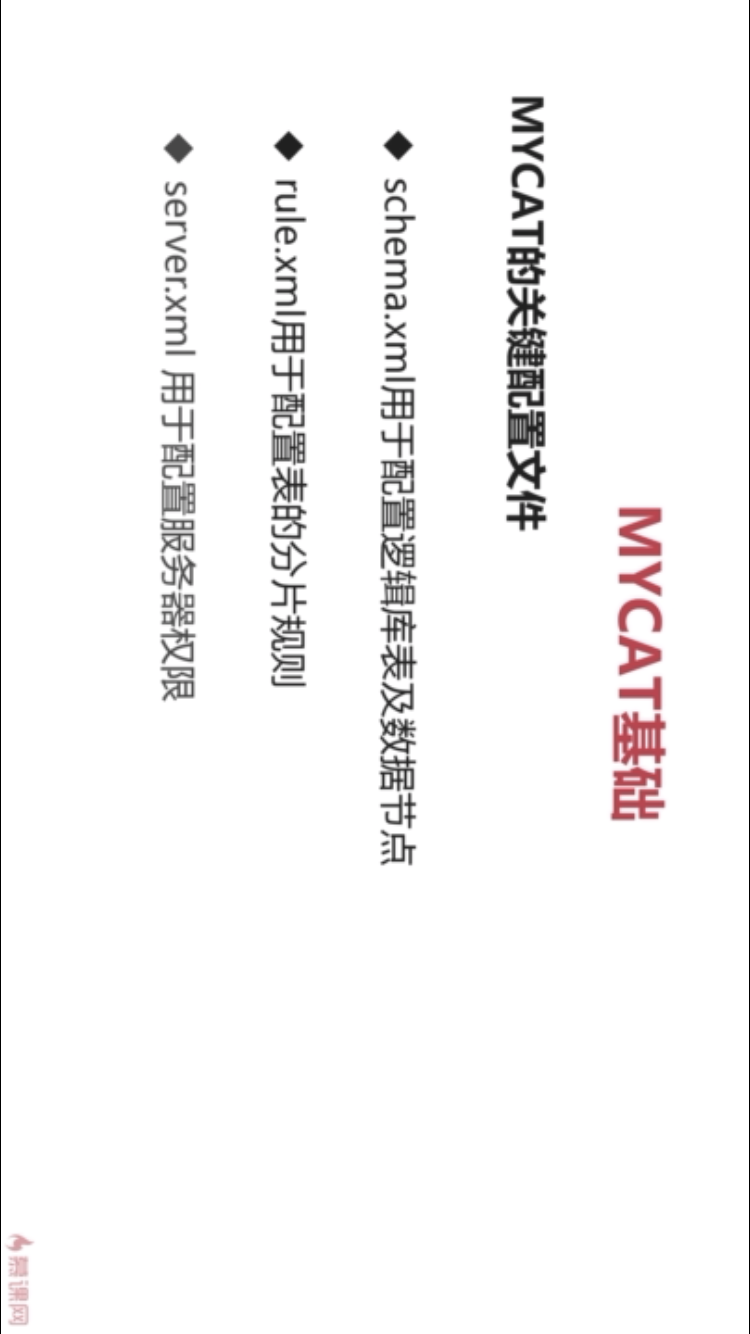 MYCAT基础
MYCAT的关键配置文件
◆ schema.xml用于配置逻辑库表及数据节点
◆ rule.xml用于配置表的分片规则
◆ server.xml 用于配置服务器权限
慕课网